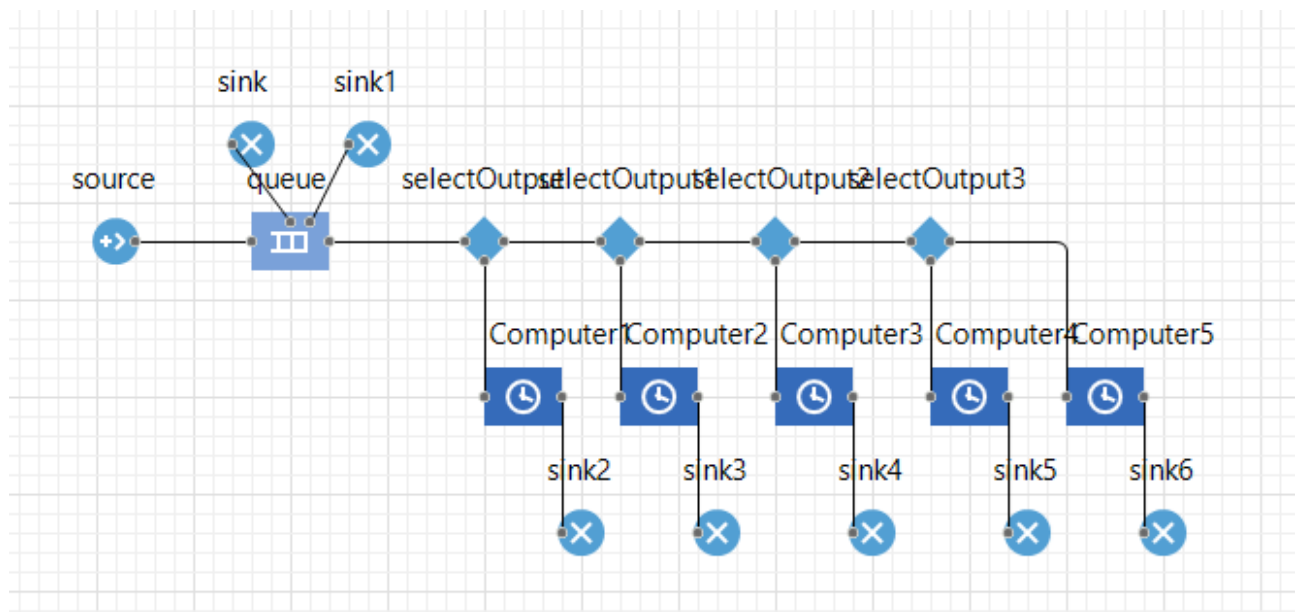 sink sink1
source queue selectOutput selectOutput1 selectOutput2 selectOutput3
Computer1 Computer2 Computer3 Computer4 Computer5
sink2 sink3 sink4 sink5 sink6